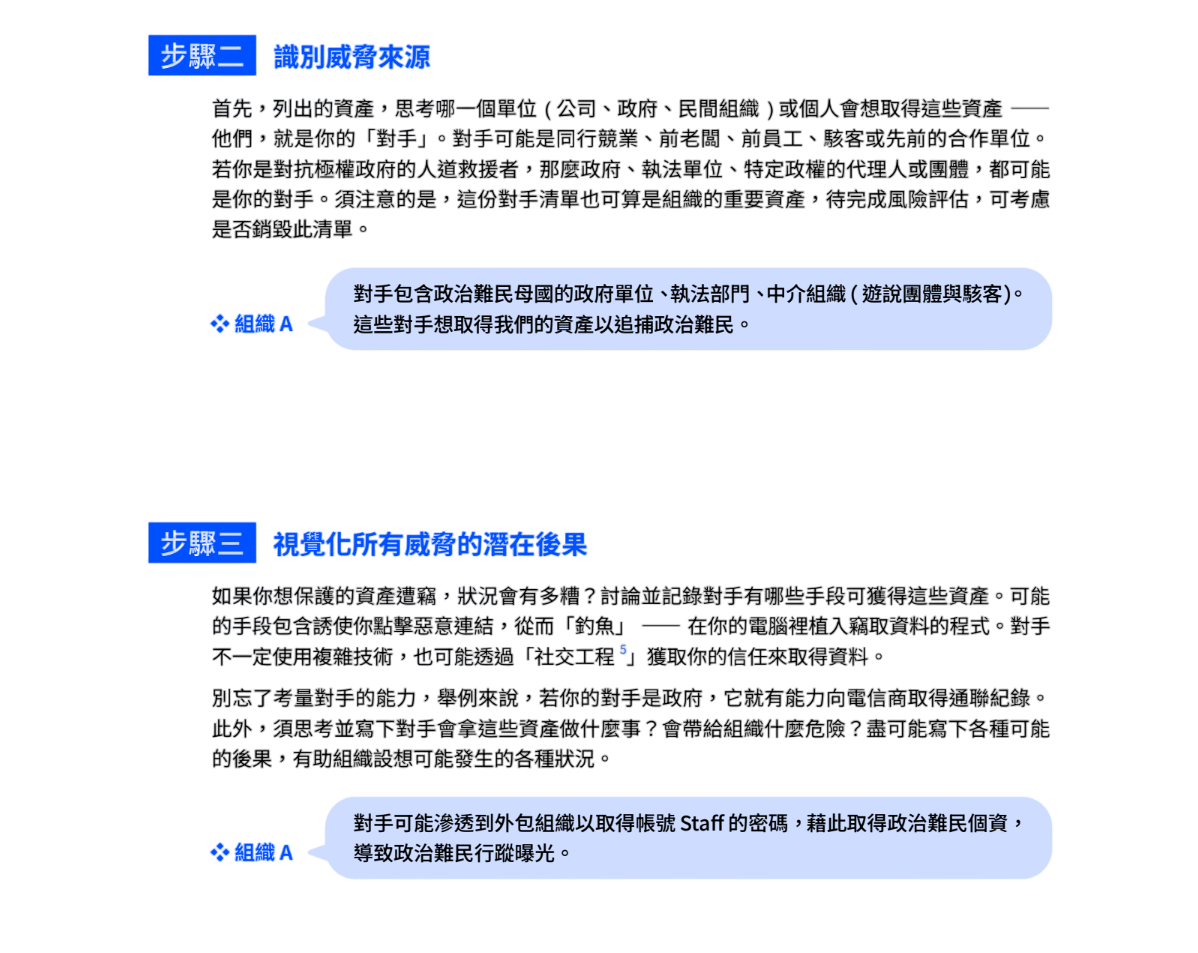 步驟二 識別威脅來源
首先，列出的資產，思考哪一個單位 ( 公司、政府、民間組織 ) 或個人會想取得這些資產 ——
他們，就是你的「對手」。對手可能是同行競業、前老闆、前員工、駭客或先前的合作單位。
若你是對抗極權政府的人道救援者，那麼政府、執法單位、特定政權的代理人或團體，都可能
是你的對手。須注意的是，這份對手清單也可算是組織的重要資產，待完成風險評估，可考慮
是否銷毀此清單。
❖ 組織 A
對手包含政治難民母國的政府單位、執法部門、中介組織 ( 遊說團體與駭客)。
這些對手想取得我們的資產以追捕政治難民。
步驟三 視覺化所有威脅的潛在後果
如果你想保護的資產遭竊，狀況會有多糟？討論並記錄對手有哪些手段可獲得這些資產。可能
的手段包含誘使你點擊惡意連結，從而「釣魚」 —— 在你的電腦裡植入竊取資料的程式。對手
不一定使用複雜技術，也可能透過「社交工程 5」獲取你的信任來取得資料。
別忘了考量對手的能力，舉例來說，若你的對手是政府，它就有能力向電信商取得通聯紀錄。
此外，須思考並寫下對手會拿這些資產做什麼事？會帶給組織什麼危險？盡可能寫下各種可能
的後果，有助組織設想可能發生的各種狀況。
❖ 組織 A
對手可能滲透到外包組織以取得帳號 Staff 的密碼，藉此取得政治難民個資，
導致政治難民行蹤曝光。